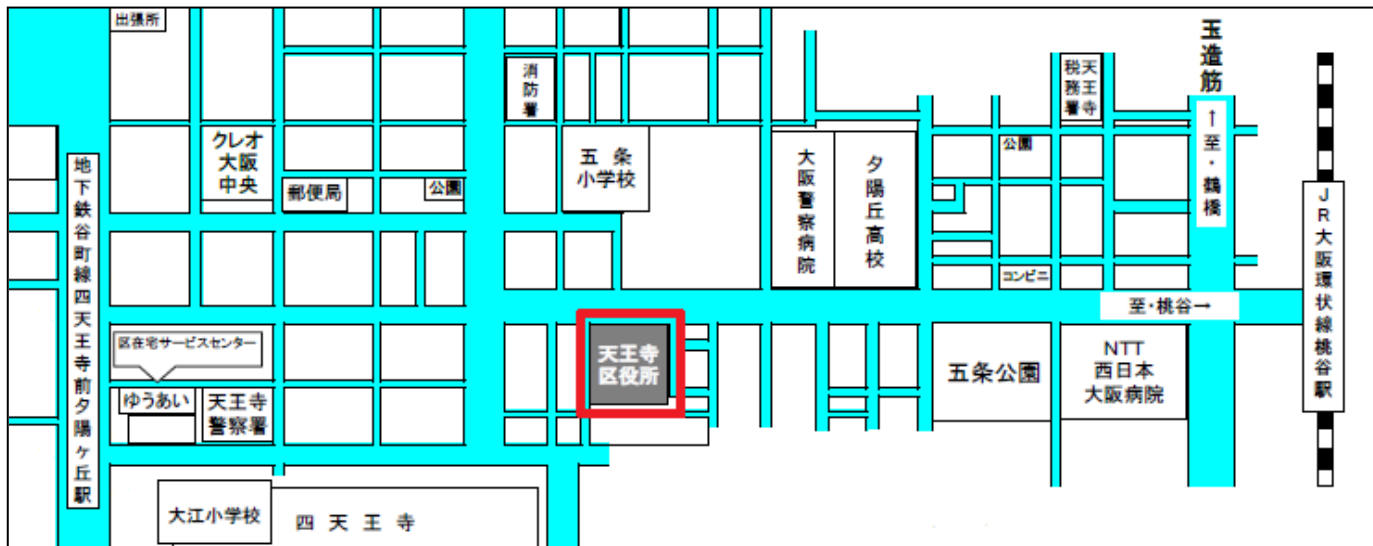 出張所
消防署
玉造筋
天王寺
税務署
↑至・鶴橋
クレオ
大阪
中央
五条
小学校
公園
大阪警察病院
夕陽丘高校
郵便局
公園
地下鉄谷町線四天王寺前夕陽ヶ丘駅
JR大阪環状線桃谷駅
コンビニ
至・桃谷→
区在宅サービスセンター
天王寺
区役所
五条公園
NTT
西日本
大阪病院
ゆうあい
天王寺
警察署
大江小学校
四天王寺